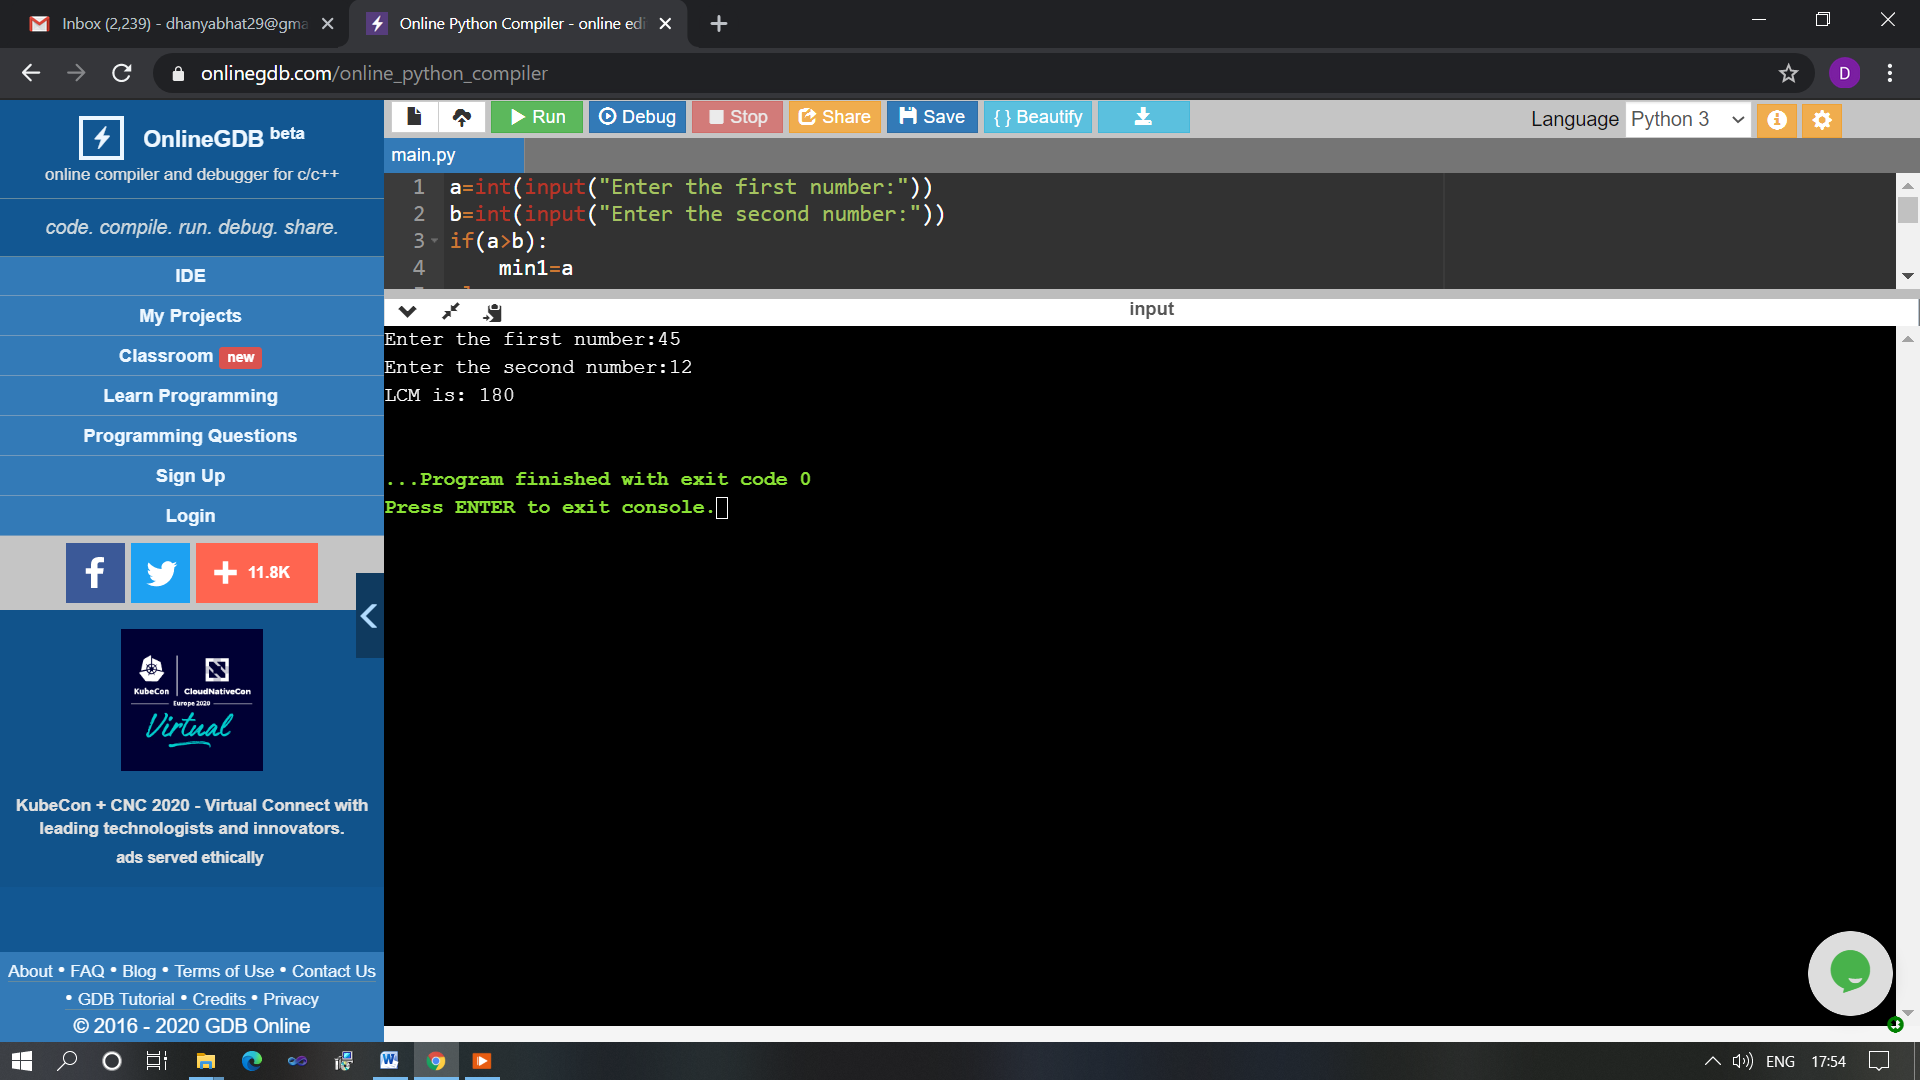 Inbox (2,239) - dhanyabhat29@gma
Online Python Compiler - online edi
onlinegdb.com/online_python_compiler
D
OnlineGDB beta
online compiler and debugger for c/c++
code. compile. run. debug. share.
IDE
My Projects
Classroom new
Learn Programming
Programming Questions
Sign Up
Login
11.8K
KubeCon CloudNativeCon
Europe 2020
Virtual
KubeCon + CNC 2020 - Virtual Connect with
leading technologists and innovators.
ads served ethically
About • FAQ • Blog • Terms of Use • Contact Us
• GDB Tutorial • Credits • Privacy
© 2016 - 2020 GDB Online
Run Debug Stop Share Save { } Beautify
Language Python 3
main.py
1 a=int(input("Enter the first number:"))
2 b=int(input("Enter the second number:"))
3 if(a>b):
4 min1=a
input
Enter the first number:45
Enter the second number:12
LCM is: 180
...Program finished with exit code 0
Press ENTER to exit console.
ENG 17:54